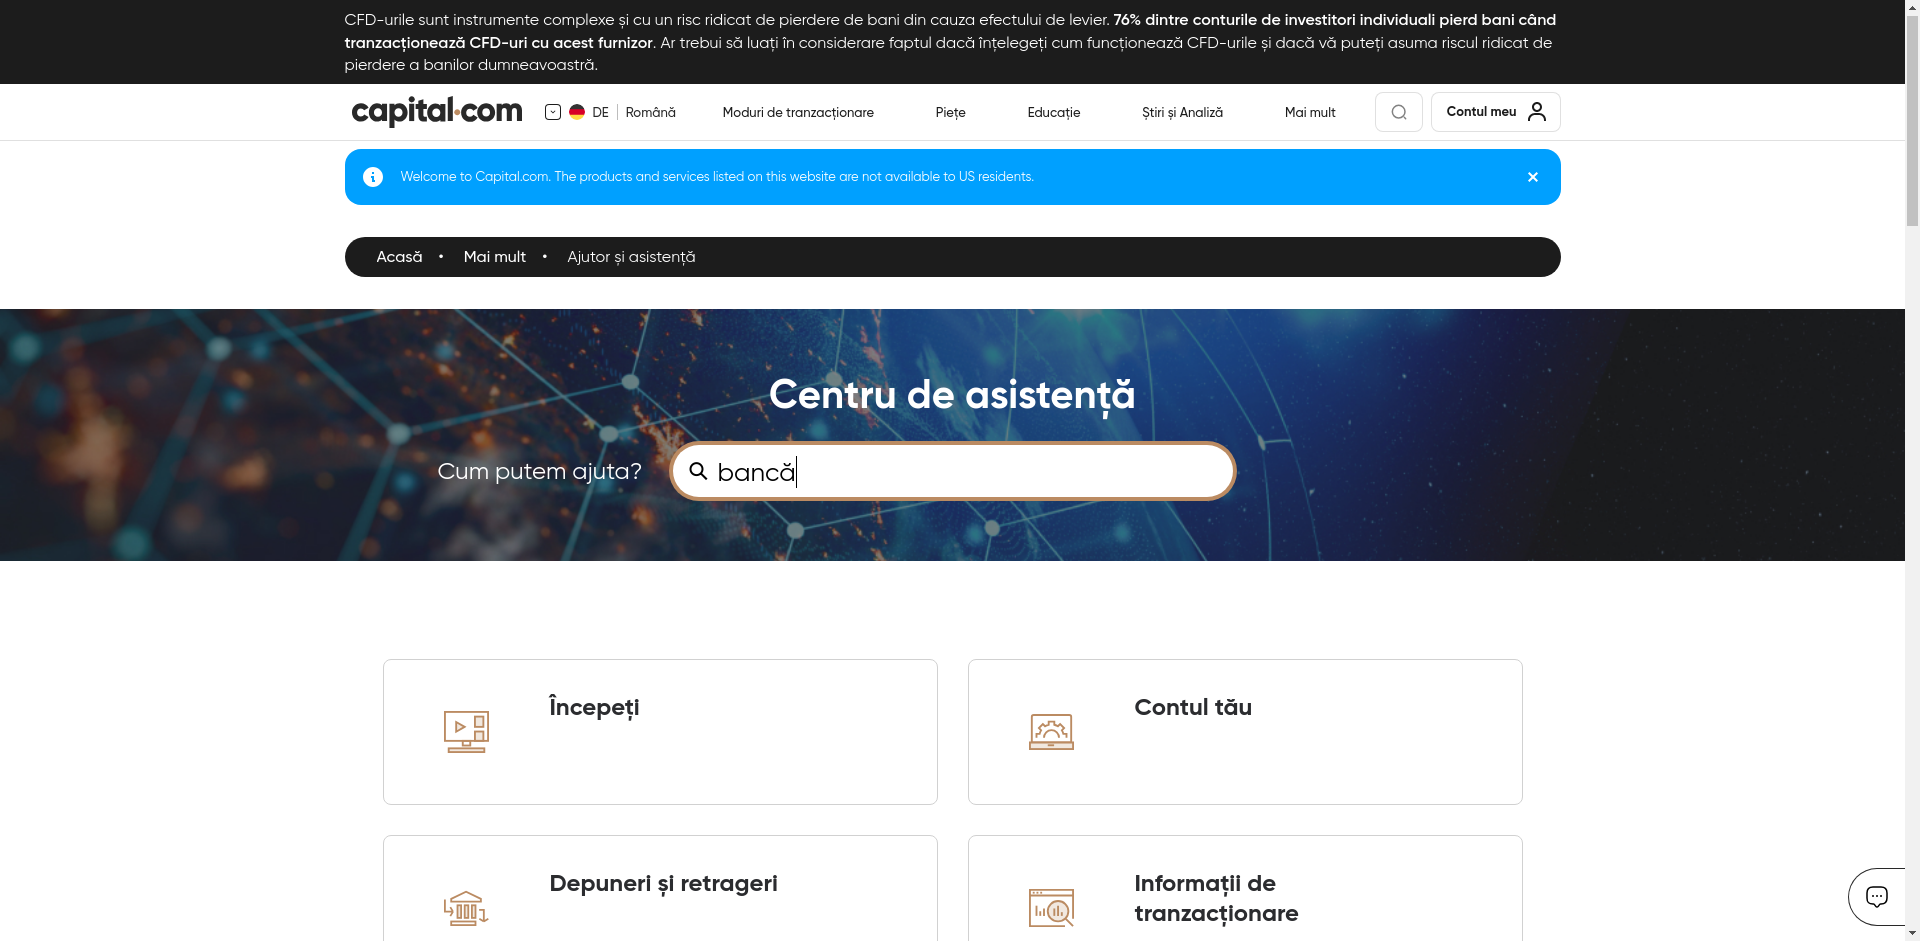 CFD-urile sunt instrumente complexe și cu un risc ridicat de pierdere de bani din cauza efectului de levier. 76% dintre conturile de investitori individuali pierd bani când
tranzacționează CFD-uri cu acest furnizor. Ar trebui să luați în considerare faptul dacă înțelegeți cum funcționează CFD-urile și dacă vă puteți asuma riscul ridicat de
pierdere a banilor dumneavoastră.
capital.com DE Română Moduri de tranzacționare Piețe Educație Știri și Analiză Mai mult Contul meu
Welcome to Capital.com. The products and services listed on this website are not available to US residents.
Acasă • Mai mult • Ajutor și asistență
Centru de asistență
Cum putem ajuta? bancă
Începeți
Contul tău
Depuneri și retrageri
Informații de
tranzacționare